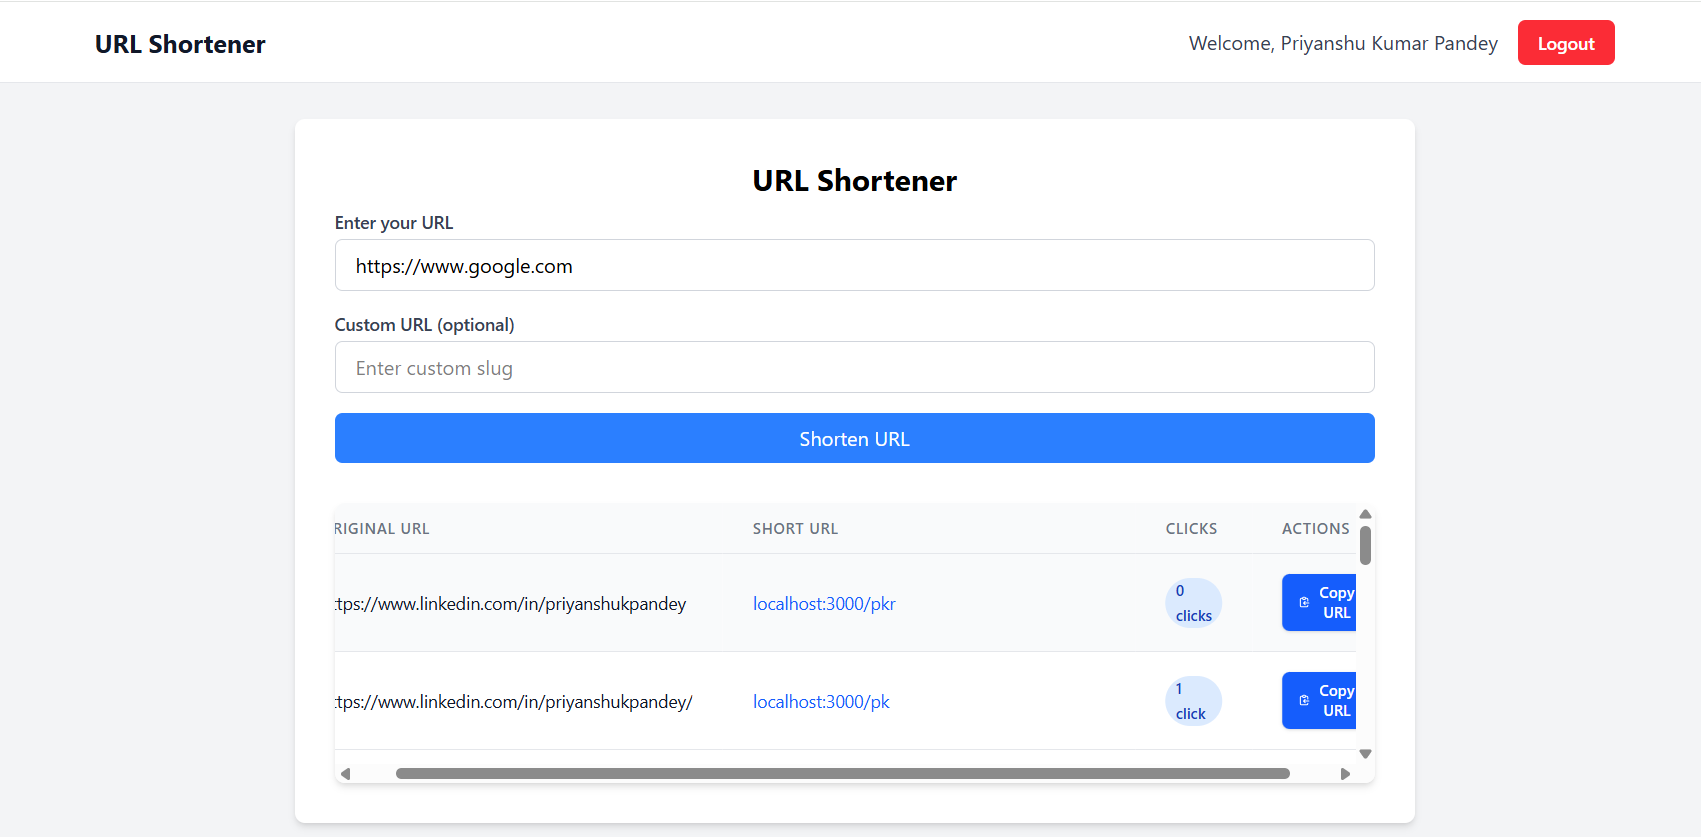 URL Shortener
Welcome, Priyanshu Kumar Pandey
Logout
URL Shortener
Enter your URL
https://www.google.com
Custom URL (optional)
Enter custom slug
Shorten URL
RIGINAL URL
SHORT URL
CLICKS
ACTIONS
ttps://www.linkedin.com/in/priyanshukpandey
localhost:3000/pkr
0
clicks
Copy
URL
ttps://www.linkedin.com/in/priyanshukpandey/
localhost:3000/pk
1
click
Copy
URL